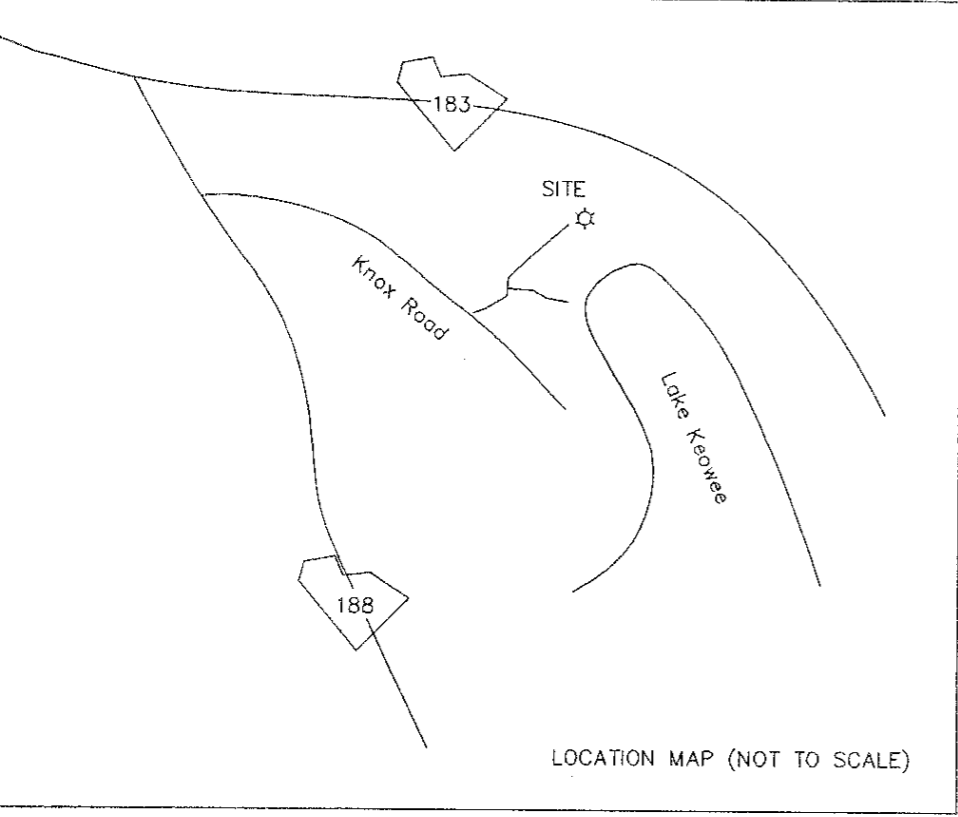 183
SITE
Knox Road
Lake Keowee
188
LOCATION MAP (NOT TO SCALE)